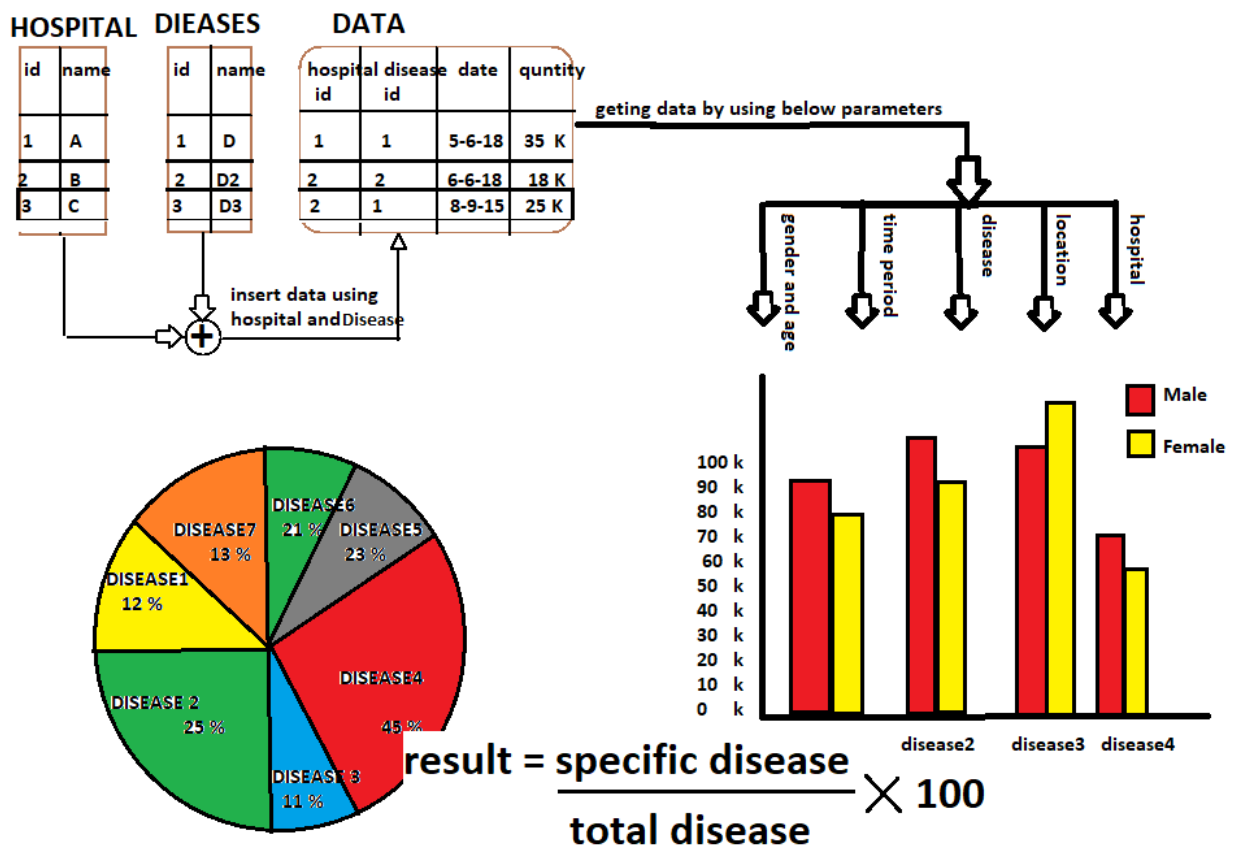 HOSPITAL DIEASES DATA
id name
1 A
2 B
3 C
id name
1 D
2 D2
3 D3
hospital disease date quntity
id id
1 1 5-6-18 35 K
2 2 6-6-18 18 K
2 1 8-9-15 25 K
insert data using
hospital and Disease
+
geting data by using below parameters
gender and age
time period
disease
location
hospital
Male
Female
100 k
90 k
80 k
70 k
60 k
50 k
40 k
30 k
20 k
10 k
0 k
disease2 disease3 disease4
DISEASE6
21 %
DISEASE5
23 %
DISEASE7
13 %
DISEASE1
12 %
DISEASE4
45 %
DISEASE 2
25 %
DISEASE 3
11 %
result = specific disease
total disease
× 100